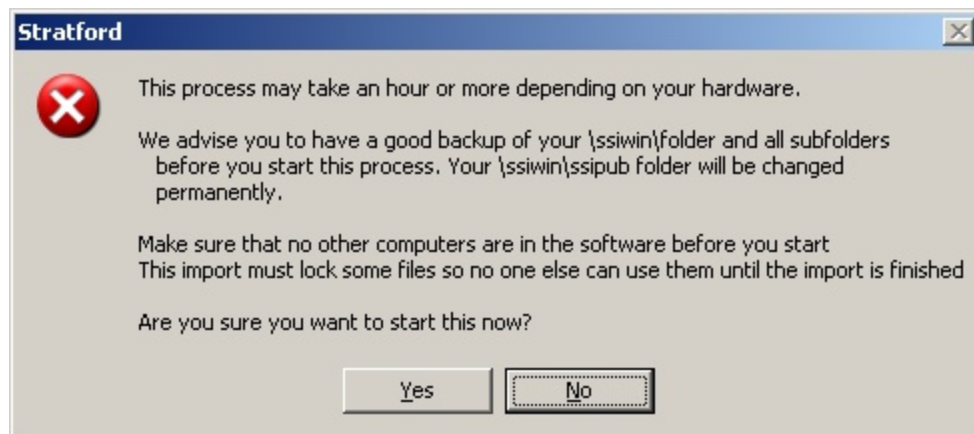 Stratford
This process may take an hour or more depending on your hardware.
We advise you to have a good backup of your \ssiwin\folder and all subfolders
before you start this process. Your \ssiwin\ssipub folder will be changed
permanently.
Make sure that no other computers are in the software before you start
This import must lock some files so no one else can use them until the import is finished
Are you sure you want to start this now?
Yes No